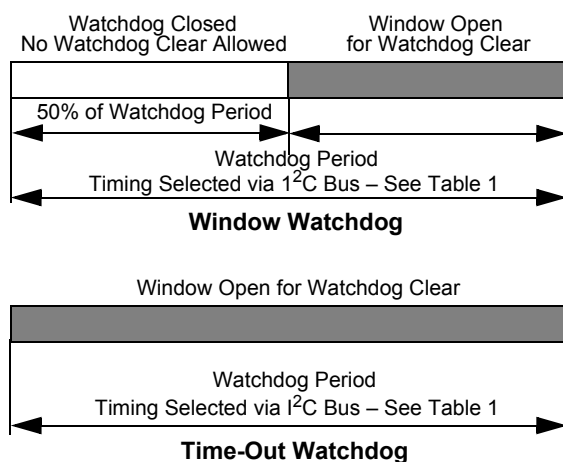 Watchdog Closed
No Watchdog Clear Allowed
Window Open
for Watchdog Clear
50% of Watchdog Period
Watchdog Period
Timing Selected via 1²C Bus – See Table 1
Window Watchdog
Window Open for Watchdog Clear
Watchdog Period
Timing Selected via I²C Bus – See Table 1
Time-Out Watchdog